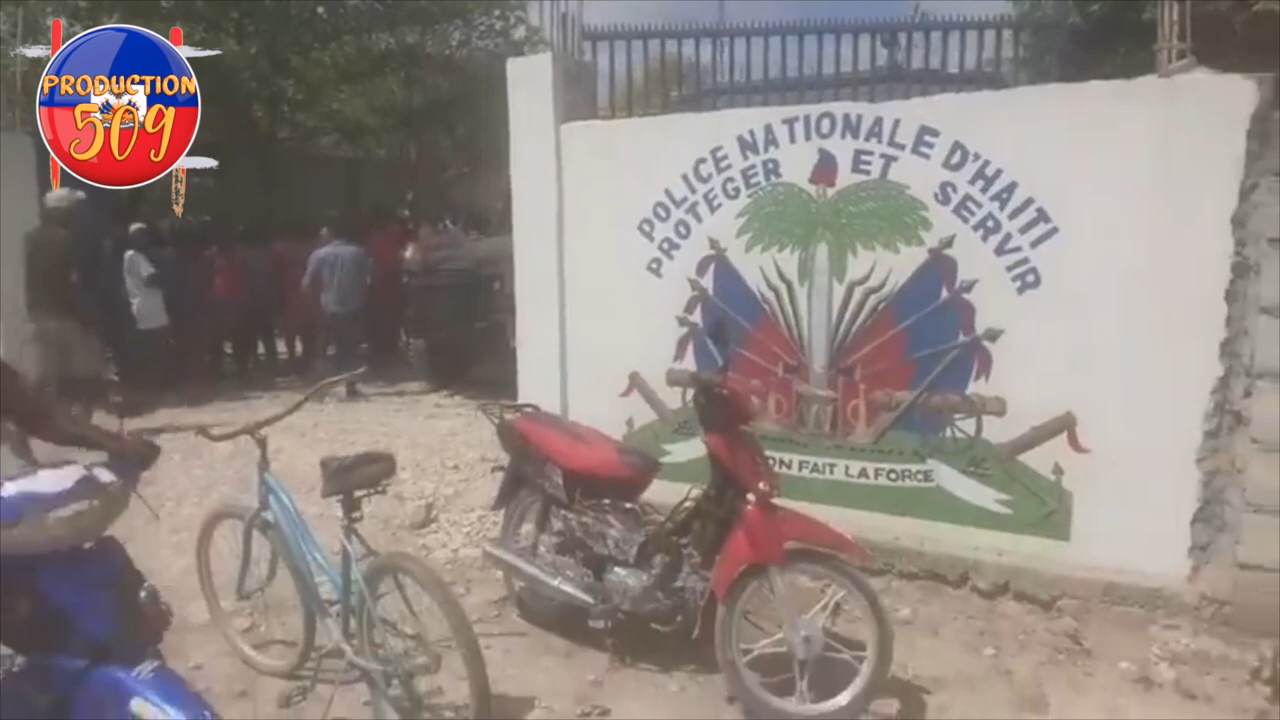 PRODUCTION
509
POLICE NATIONALE D'HAITI
PROTEGER ET SERVIR
ON FAIT LA FORCE